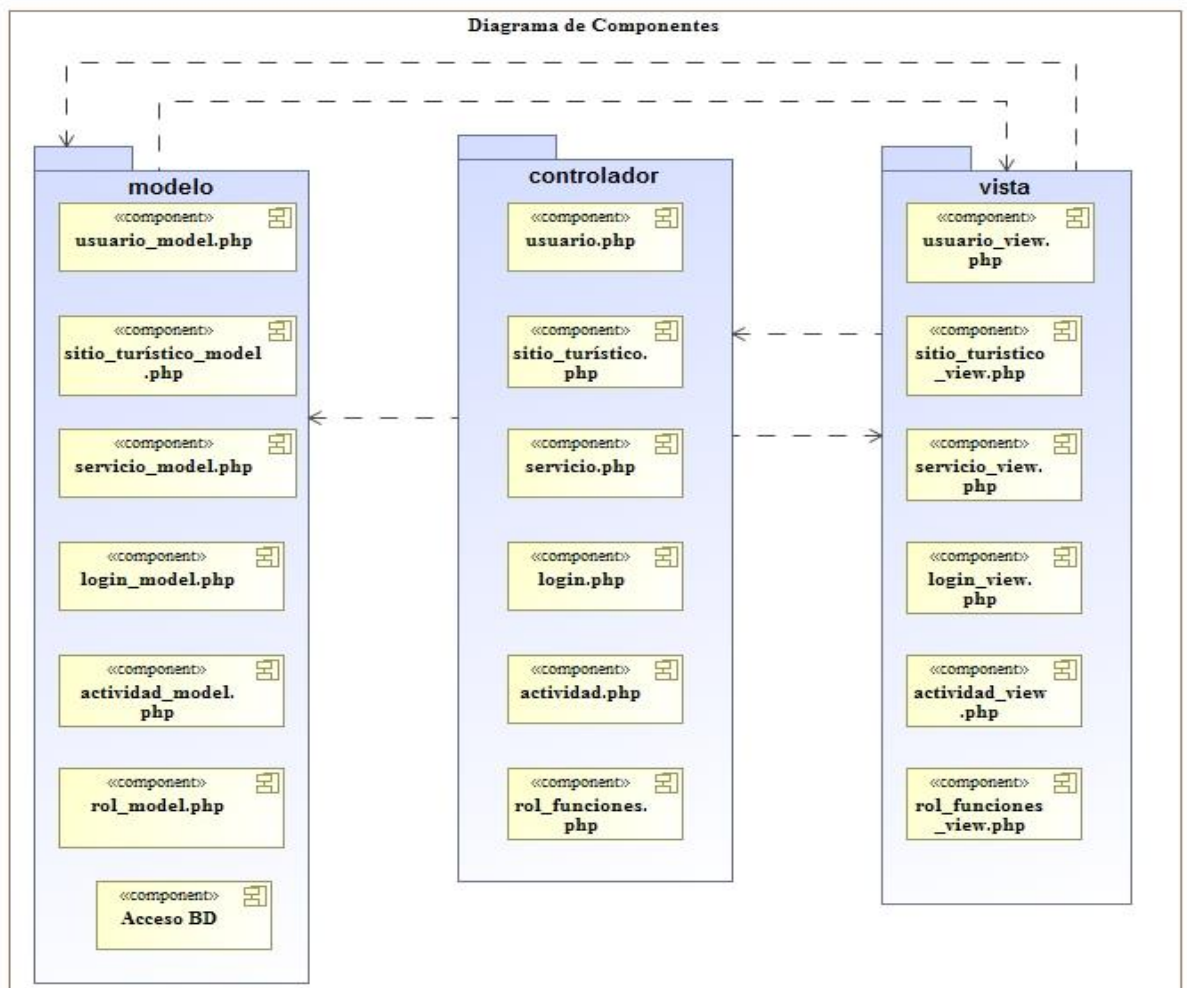 Diagrama de Componentes
modelo
«component»
usuario_model.php
«component»
sitio_turístico_model
.php
«component»
servicio_model.php
«component»
login_model.php
«component»
actividad_model.
php
«component»
rol_model.php
«component»
Acceso BD
controlador
«component»
usuario.php
«component»
sitio_turístico.
php
«component»
servicio.php
«component»
login.php
«component»
actividad.php
«component»
rol_funciones.
php
vista
«component»
usuario_view.
php
«component»
sitio_turistico
_view.php
«component»
servicio_view.
php
«component»
login_view.
php
«component»
actividad_view
.php
«component»
rol_funciones
_view.php